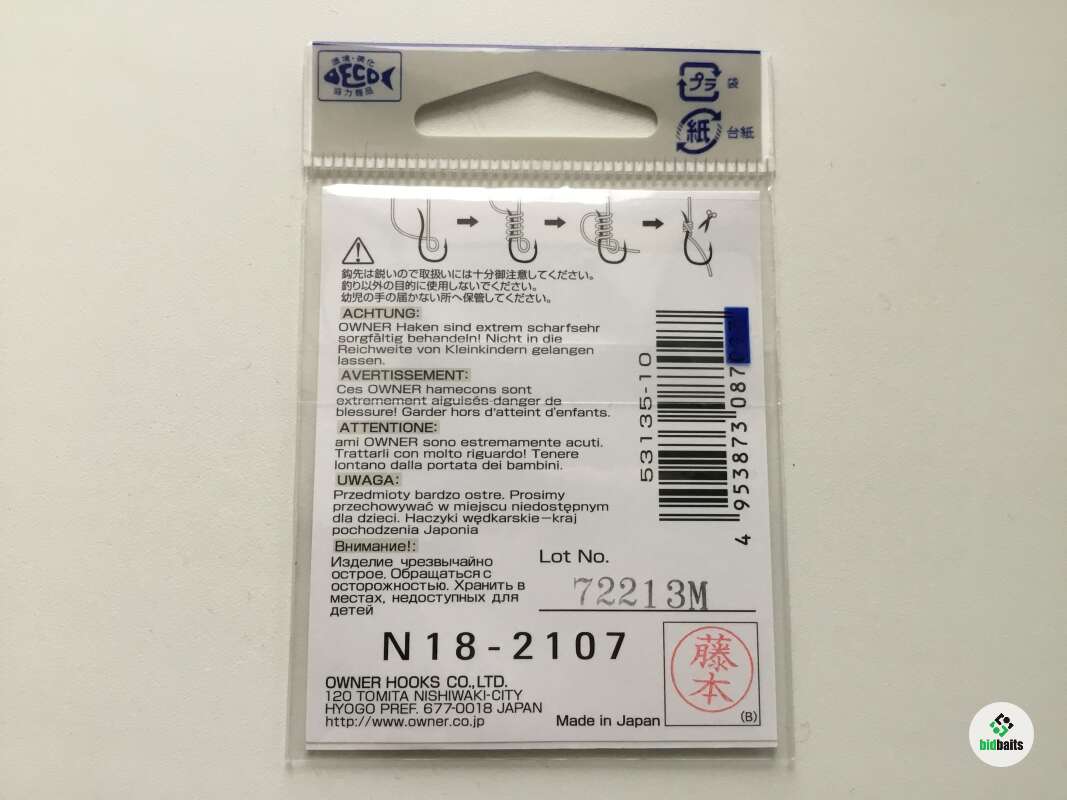 環境・美化
ECO
協力商品
プラ
袋
紙
台紙
鈎先は鋭いので取扱いには十分御注意してください。
釣り以外の目的に使用しないでください。
幼児の手の届かない所へ保管してください。
ACHTUNG:
OWNER Haken sind extrem scharfsehr
sorgfältig behandeln! Nicht in die
Reichweite von Kleinkindern gelangen
lassen.
AVERTISSEMENT:
Ces OWNER hamecons sont
extremement aiguisés danger de
blessure! Garder hors d'atteint d'enfants.
ATTENTIONE:
ami OWNER sono estremamente acuti.
Trattarli con molto riguardo! Tenere
lontano dalla portata dei bambini.
UWAGA:
Przedmioty bardzo ostre. Prosimy
przechowywać w miejscu niedostępnym
dla dzieci. Haczyki wędkarskie-kraj
pochodzenia Japonia
Внимание!:
Изделие чрезвычайно
острое. Обращаться с
осторожностью. Хранить в
местах, недоступных для
детей
53135-10
4 953873 087
Lot No.
72213M
N18-2107
OWNER HOOKS CO.,LTD.
120 TOMITA NISHIWAKI-CITY
HYOGO PREF. 677-0018 JAPAN
http://www.owner.co.jp
Made in Japan
藤本
(B)
bidbaits